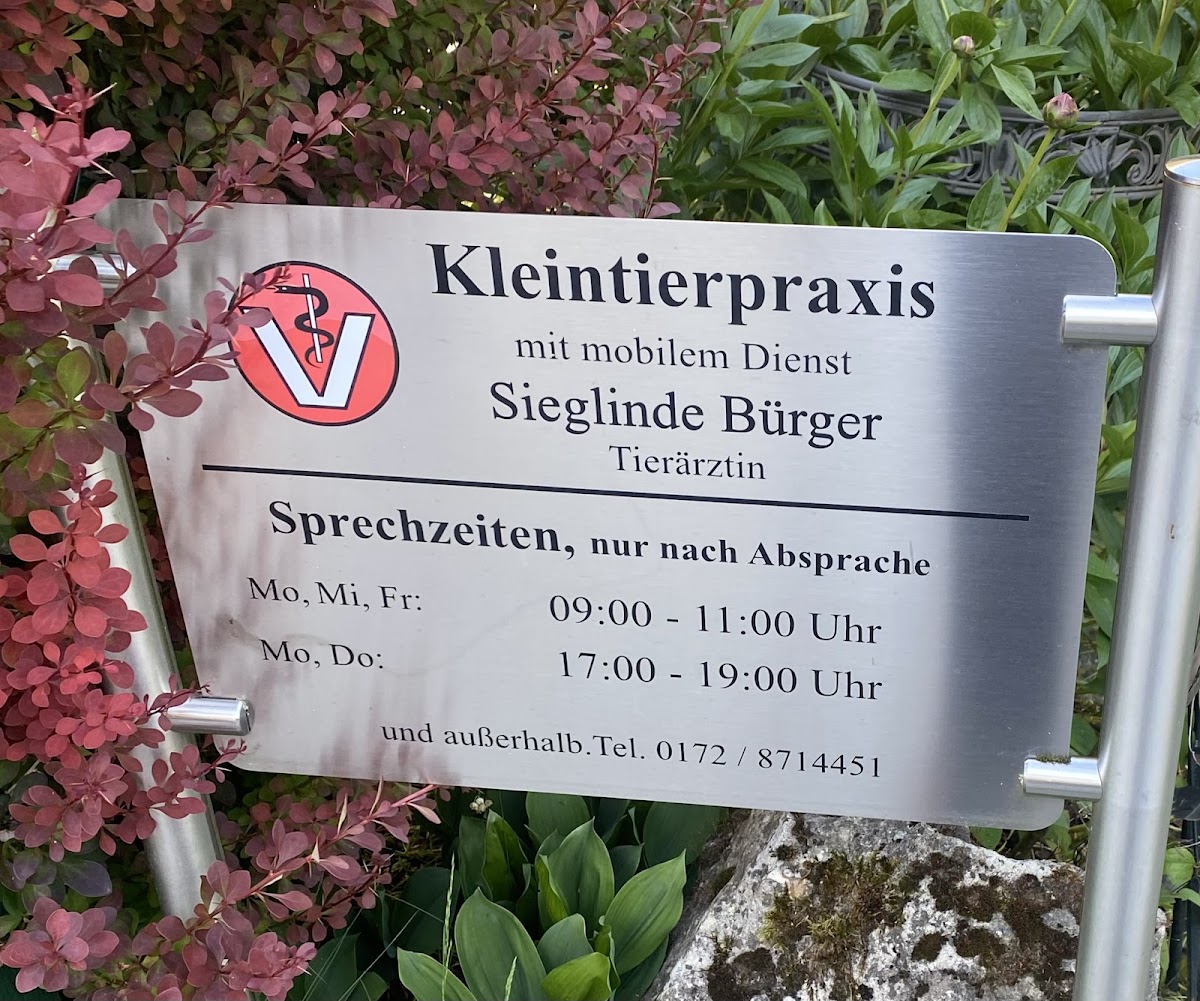 V
Kleintierpraxis
mit mobilem Dienst
Sieglinde Bürger
Tierärztin
Sprechzeiten, nur nach Absprache
Mo, Mi, Fr: 09:00 - 11:00 Uhr
Mo, Do: 17:00 - 19:00 Uhr
und außerhalb.Tel. 0172 / 8714451